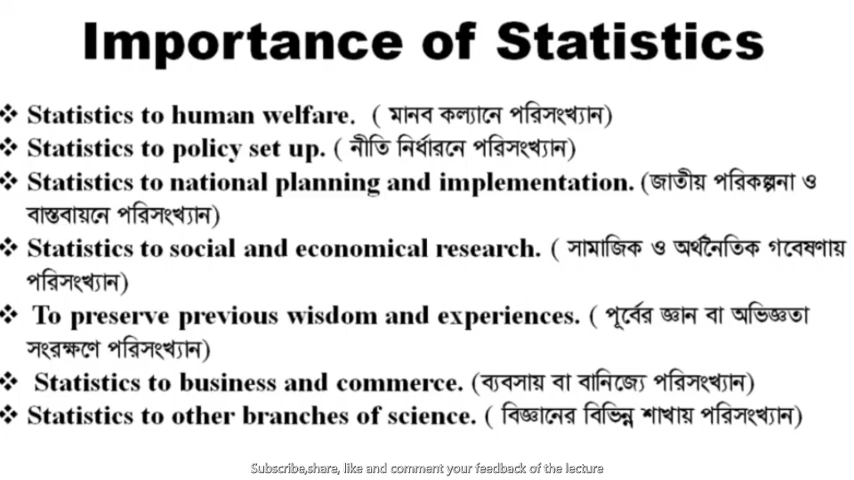 Importance of Statistics
❖ Statistics to human welfare. ( মানব কল্যানে পরিসংখ্যান)
❖ Statistics to policy set up. ( নীতি নির্ধারনে পরিসংখ্যান)
❖ Statistics to national planning and implementation. (জাতীয় পরিকল্পনা ও
বাস্তবায়নে পরিসংখ্যান)
❖ Statistics to social and economical research. ( সামাজিক ও অর্থনৈতিক গবেষণায়
পরিসংখ্যান)
❖ To preserve previous wisdom and experiences. ( পূর্বের জ্ঞান বা অভিজ্ঞতা
সংরক্ষণে পরিসংখ্যান)
❖ Statistics to business and commerce. (ব্যবসায় বা বানিজ্যে পরিসংখ্যান)
❖ Statistics to other branches of science. ( বিজ্ঞানের বিভিন্ন শাখায় পরিসংখ্যান)
Subscribe,share, like and comment your feedback of the lecture